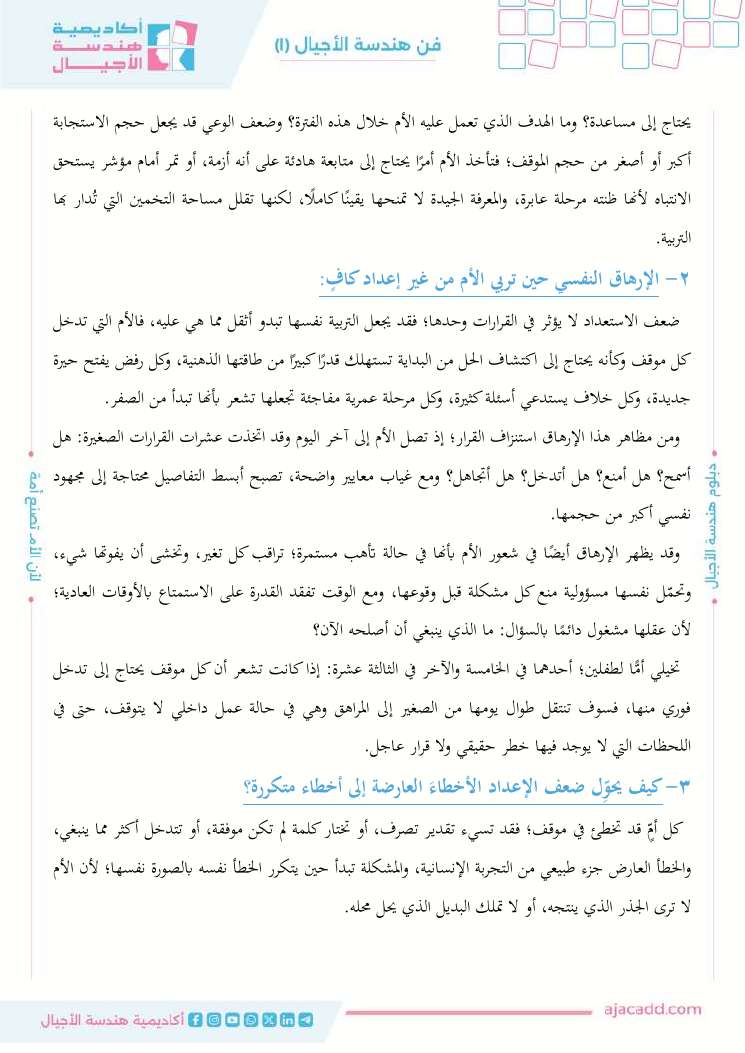 أكاديمية
هندسة
الأجيال
فن هندسة الأجيال (١)
يحتاج إلى مساعدة؟ وما الهدف الذي تعمل عليه الأم خلال هذه الفترة؟ وضعف الوعي قد يجعل حجم الاستجابة
أكبر أو أصغر من حجم الموقف؛ فتأخذ الأم أمرًا يحتاج إلى متابعة هادئة على أنه أزمة، أو تمر أمام مؤشر يستحق
الانتباه لأنها ظنته مرحلة عابرة، والمعرفة الجيدة لا تمنحها يقينًا كاملًا، لكنها تقلل مساحة التخمين التي تُدار بها
التربية.
٢- الإرهاق النفسي حين تربي الأم من غير إعداد كافٍ:
ضعف الاستعداد لا يؤثر في القرارات وحدها؛ فقد يجعل التربية نفسها تبدو أثقل مما هي عليه، فالأم التي تدخل
كل موقف وكأنه يحتاج إلى اكتشاف الحل من البداية تستهلك قدرًا كبيرًا من طاقتها الذهنية، وكل رفض يفتح حيرة
جديدة، وكل خلاف يستدعي أسئلة كثيرة، وكل مرحلة عمرية مفاجئة تجعلها تشعر بأنها تبدأ من الصفر.
ومن مظاهر هذا الإرهاق استنزاف القرار؛ إذ تصل الأم إلى آخر اليوم وقد اتخذت عشرات القرارات الصغيرة: هل
أسمح؟ هل أمنع؟ هل أتدخل؟ هل أتجاهل؟ ومع غياب معايير واضحة، تصبح أبسط التفاصيل محتاجة إلى مجهود
نفسي أكبر من حجمها.
وقد يظهر الإرهاق أيضًا في شعور الأم بأنها في حالة تأهب مستمرة؛ تراقب كل تغير، وتخشى أن يفوتها شيء،
وتحمّل نفسها مسؤولية منع كل مشكلة قبل وقوعها، ومع الوقت تفقد القدرة على الاستمتاع بالأوقات العادية؛
لأن عقلها مشغول دائمًا بالسؤال: ما الذي ينبغي أن أصلحه الآن؟
تخيلي أمًّا لطفلين؛ أحدهما في الخامسة والآخر في الثالثة عشرة: إذا كانت تشعر أن كل موقف يحتاج إلى تدخل
فوري منها، فسوف تنتقل طوال يومها من الصغير إلى المراهق وهي في حالة عمل داخلي لا يتوقف، حتى في
اللحظات التي لا يوجد فيها خطر حقيقي ولا قرار عاجل.
٣- كيف يحوِّل ضعف الإعداد الأخطاءَ العارضة إلى أخطاء متكررة؟
كل أمٍّ قد تخطئ في موقف؛ فقد تسيء تقدير تصرف، أو تختار كلمة لم تكن موفقة، أو تتدخل أكثر مما ينبغي،
والخطأ العارض جزء طبيعي من التجربة الإنسانية، والمشكلة تبدأ حين يتكرر الخطأ نفسه بالصورة نفسها؛ لأن الأم
لا ترى الجذر الذي ينتجه، أو لا تملك البديل الذي يحل محله.
دبلوم هندسة الأجيال
لأن الأم تصنع أمة
أكاديمية هندسة الأجيال
ajacadd.com